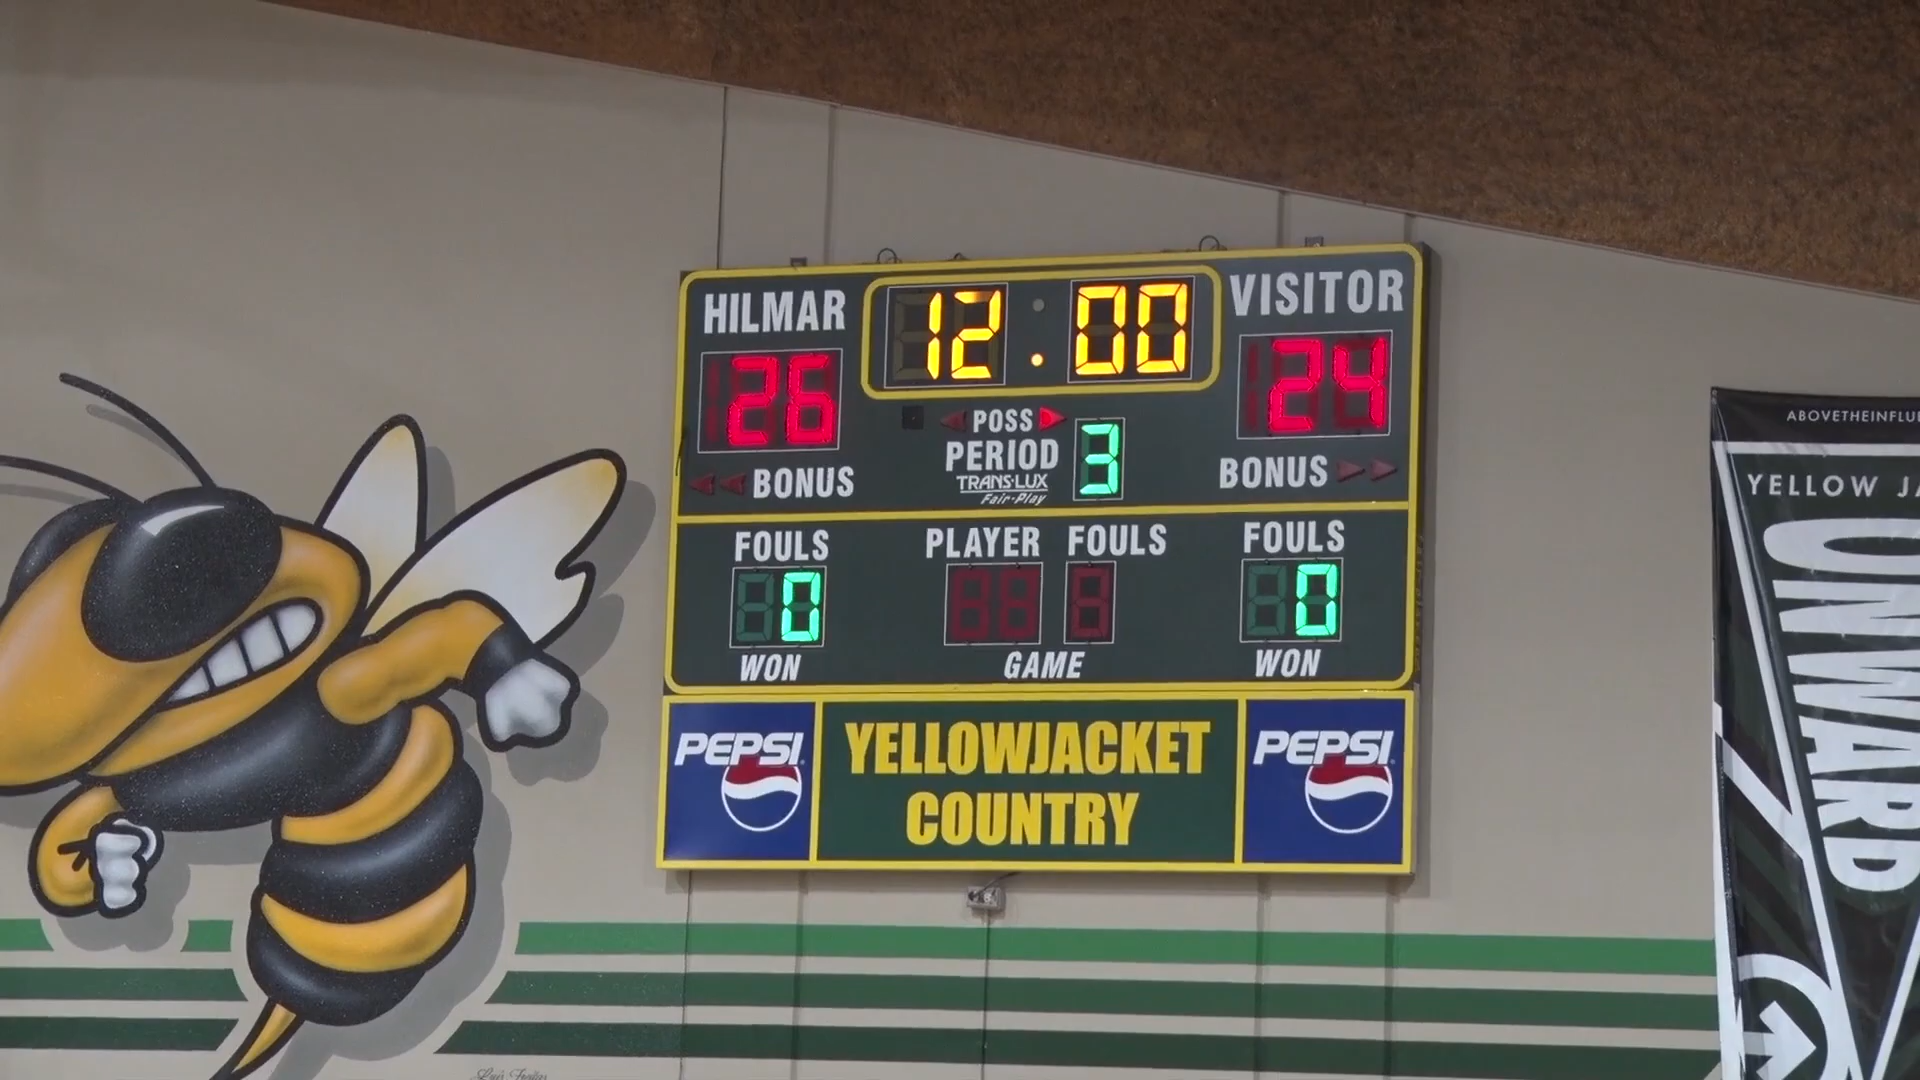 HILMAR
12:00
VISITOR
26
24
POSS
PERIOD
3
TRANS-LUX
Fair-Play
BONUS
BONUS
FOULS
PLAYER FOULS
FOULS
0
0
WON
GAME
WON
PEPSI
YELLOWJACKET
COUNTRY
PEPSI
ABOVETHEINFLU
YELLOW JA
ONWARD